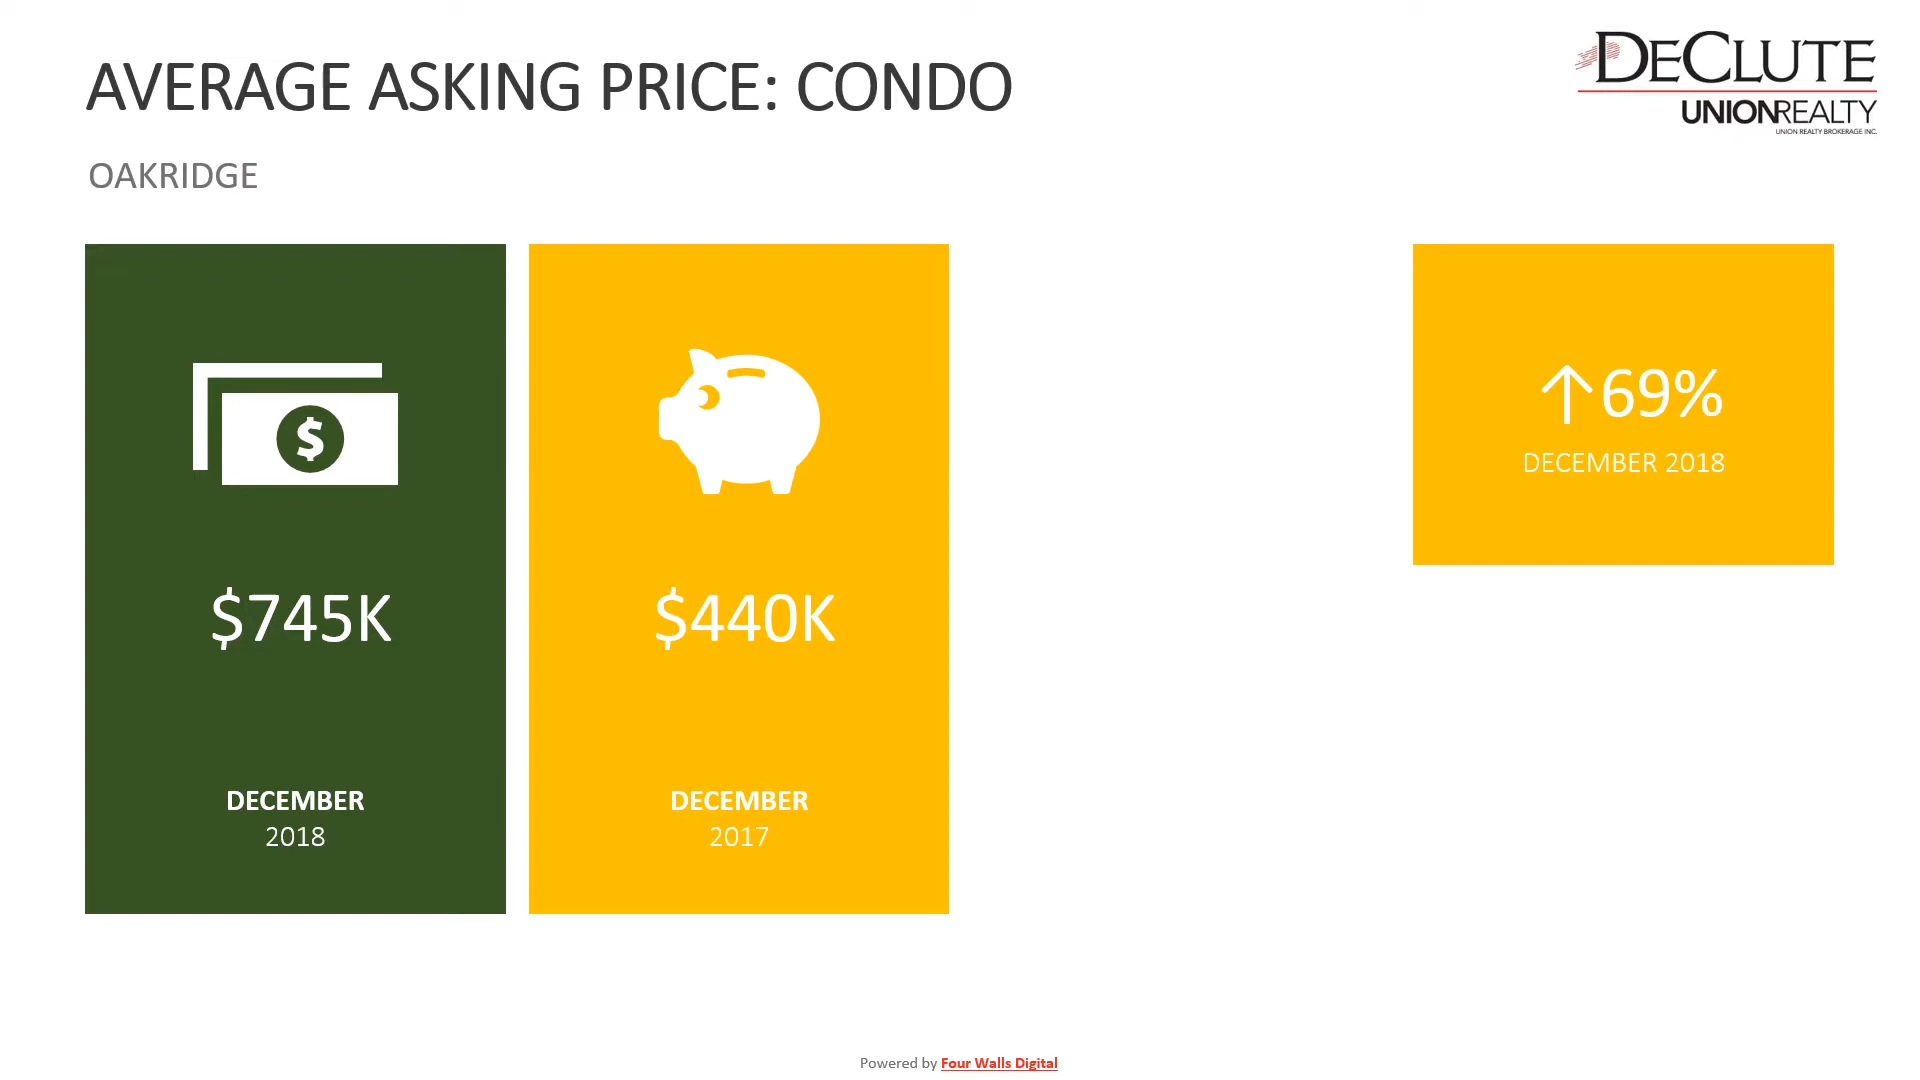 AVERAGE ASKING PRICE: CONDO
DECLUTE
UNIONREALTY
UNION REALTY BROKERAGE INC.
OAKRIDGE
$
$745K
DECEMBER
2018
$440K
DECEMBER
2017
↑69%
DECEMBER 2018
Powered by Four Walls Digital